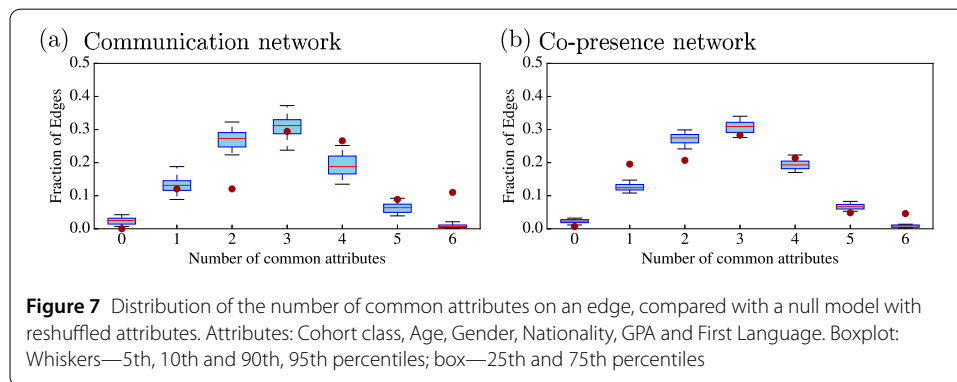 (a) Communication network
(b) Co-presence network
Fraction of Edges
0.5
0.4
0.3
0.2
0.1
0.0
0 1 2 3 4 5 6
Number of common attributes
Fraction of Edges
0.5
0.4
0.3
0.2
0.1
0.0
0 1 2 3 4 5 6
Number of common attributes
Figure 7 Distribution of the number of common attributes on an edge, compared with a null model with
reshuffled attributes. Attributes: Cohort class, Age, Gender, Nationality, GPA and First Language. Boxplot:
Whiskers—5th, 10th and 90th, 95th percentiles; box—25th and 75th percentiles